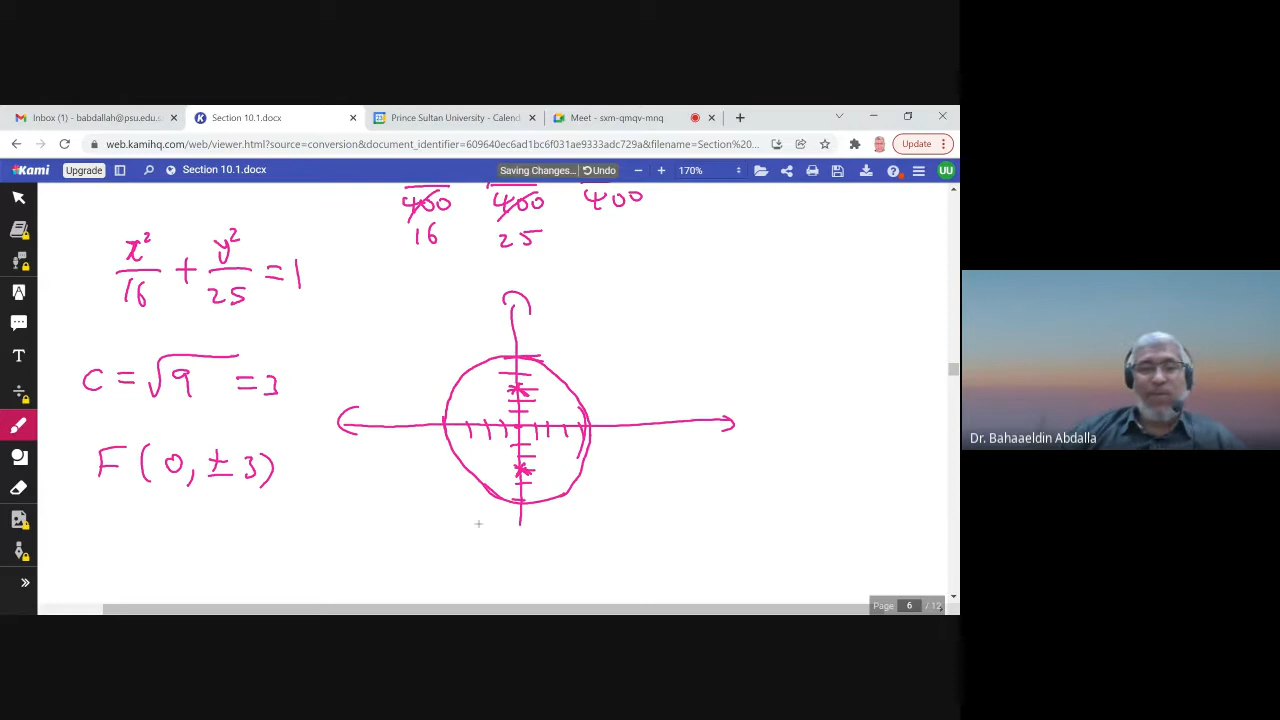 Inbox (1) - babdallah@psu.edu.s
Section 10.1.docx
Prince Sultan University - Calend
Meet - sxm-qmqv-mnq
web.kamihq.com/web/viewer.html?source=conversion&document_identifier=609640ec6ad1bc6f031ae9333adc729a&filename=Section%20...
Update
Kami
Upgrade
Section 10.1.docx
Saving Changes...
Undo
170%
UU
400 400 400
16 25
x²/16 + y²/25 = 1
c = √9 = 3
F (0, ± 3)
Dr. Bahaaeldin Abdalla
Page 6 / 12